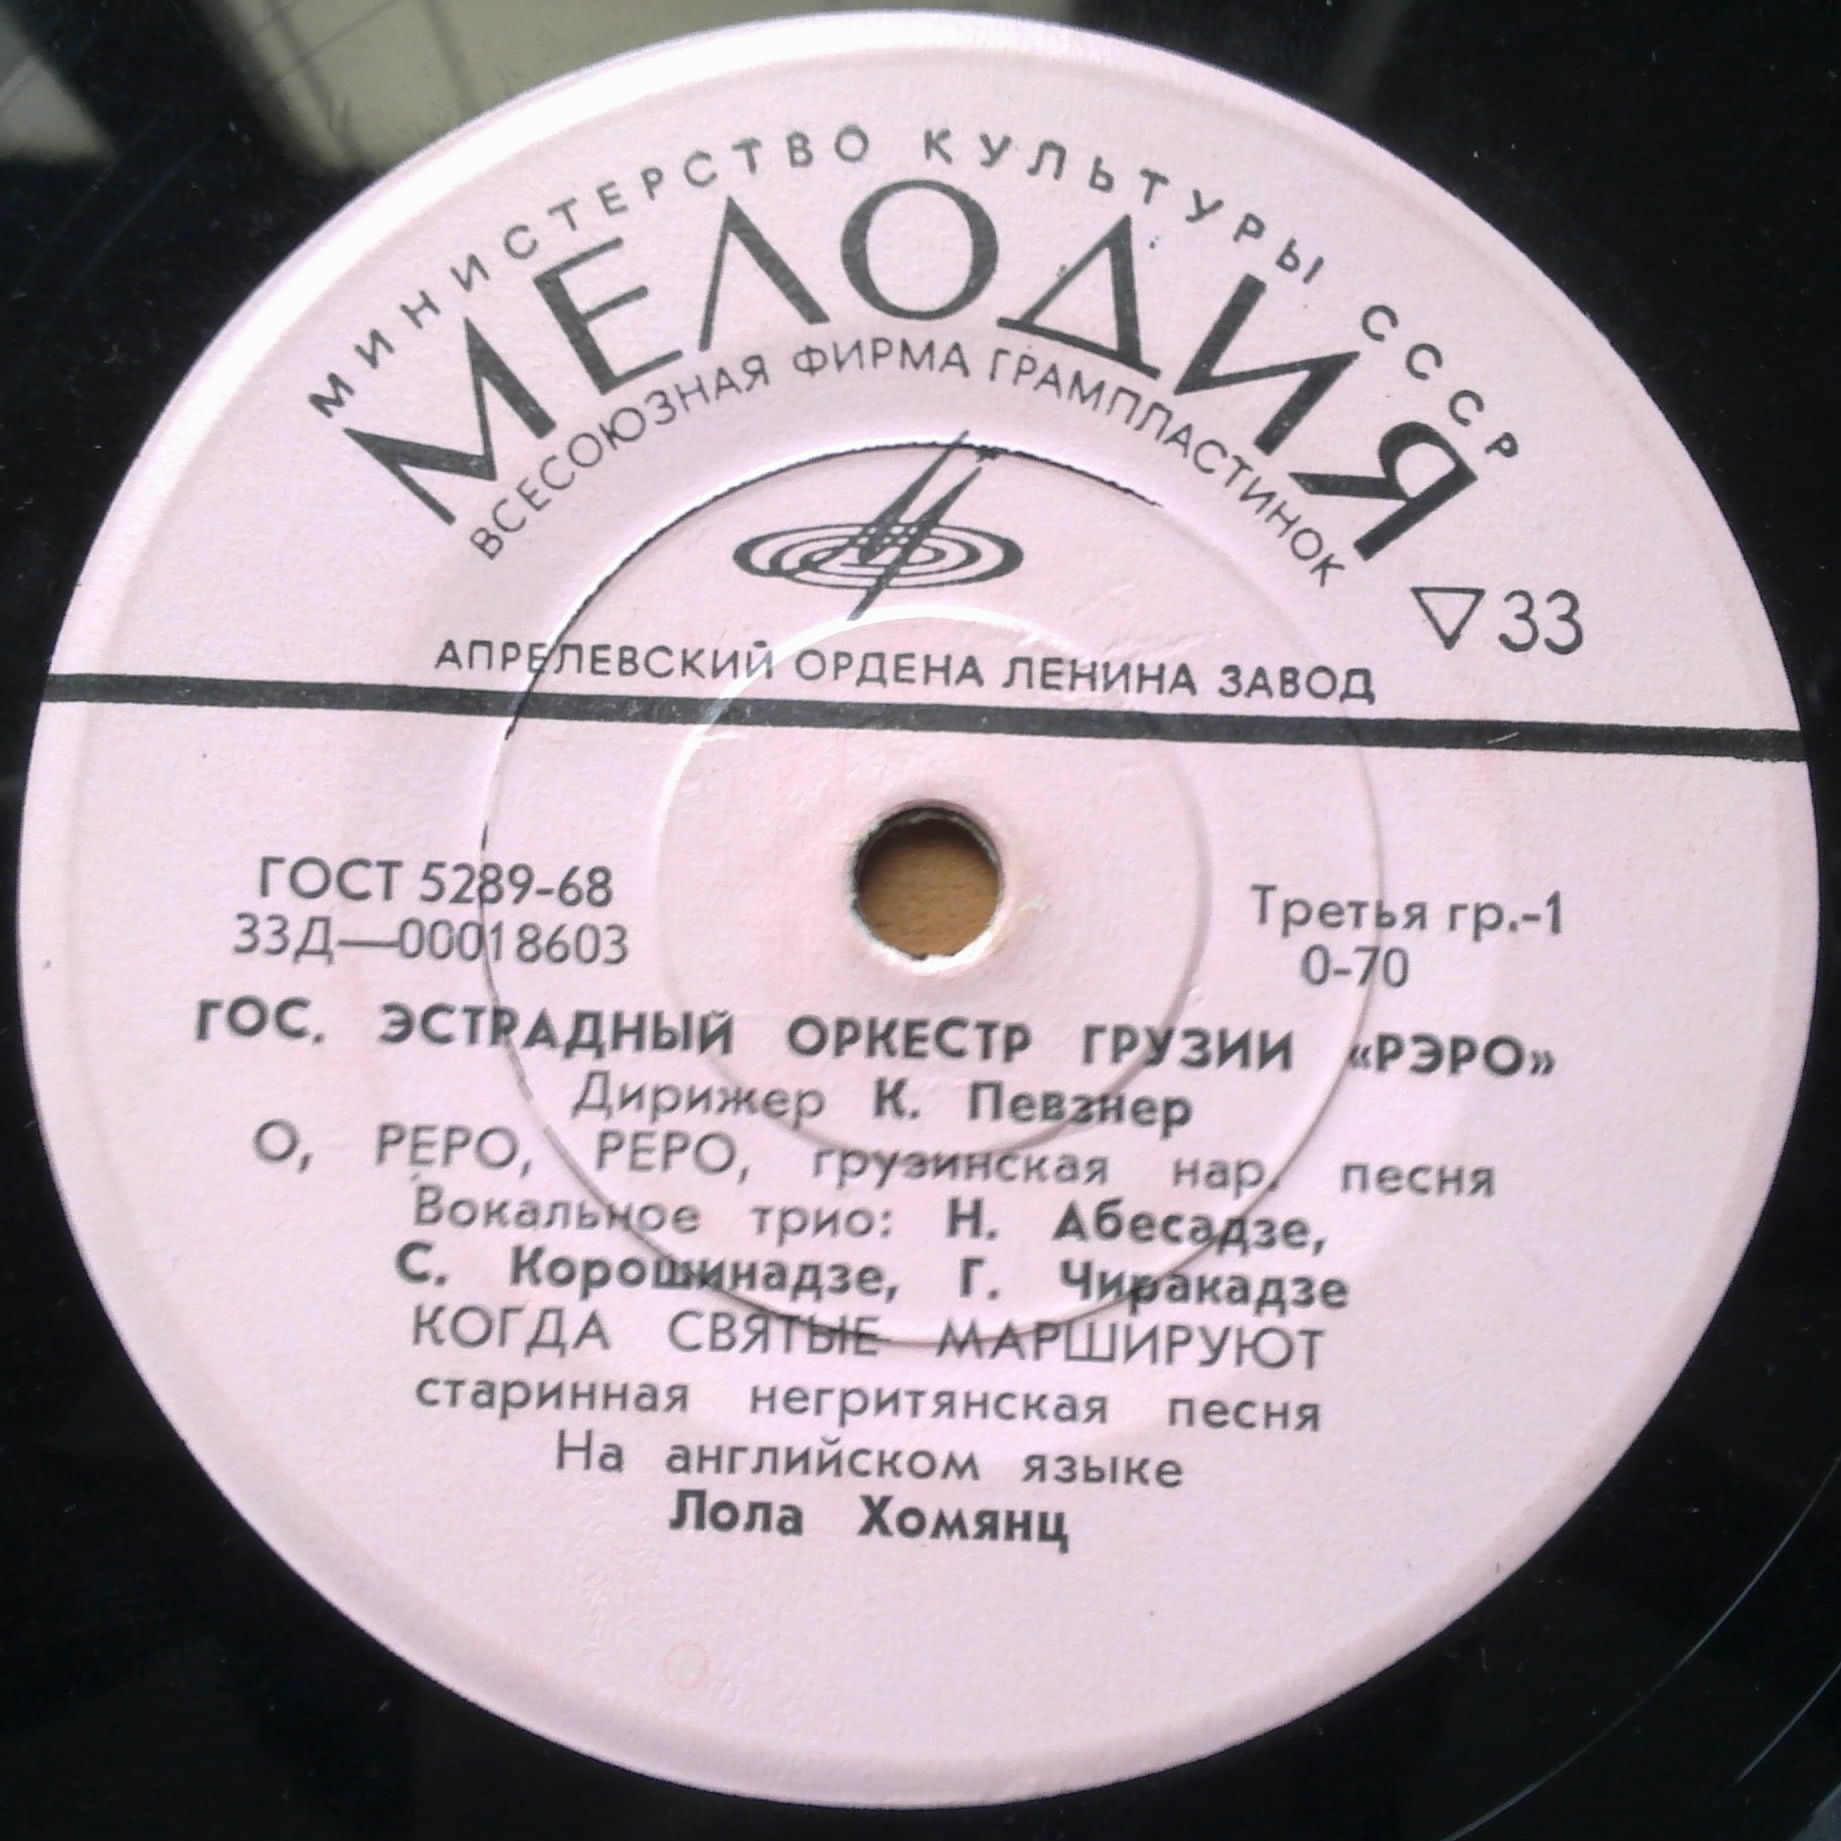 МИНИСТЕРСТВО КУЛЬТУРЫ СССР
МЕЛОДИЯ
ВСЕСОЮЗНАЯ ФИРМА ГРАМПЛАСТИНОК
▽33
АПРЕЛЕВСКИЙ ОРДЕНА ЛЕНИНА ЗАВОД
ГОСТ 5289-68
33Д—00018603
Третья гр.-1
0-70
ГОС. ЭСТРАДНЫЙ ОРКЕСТР ГРУЗИИ «РЭРО»
Дирижер К. Певзнер
О, РЕРО, РЕРО, грузинская нар. песня
Вокальное трио: Н. Абесадзе,
С. Корошинадзе, Г. Чиракадзе
КОГДА СВЯТЫЕ МАРШИРУЮТ
старинная негритянская песня
На английском языке
Лола Хомянц